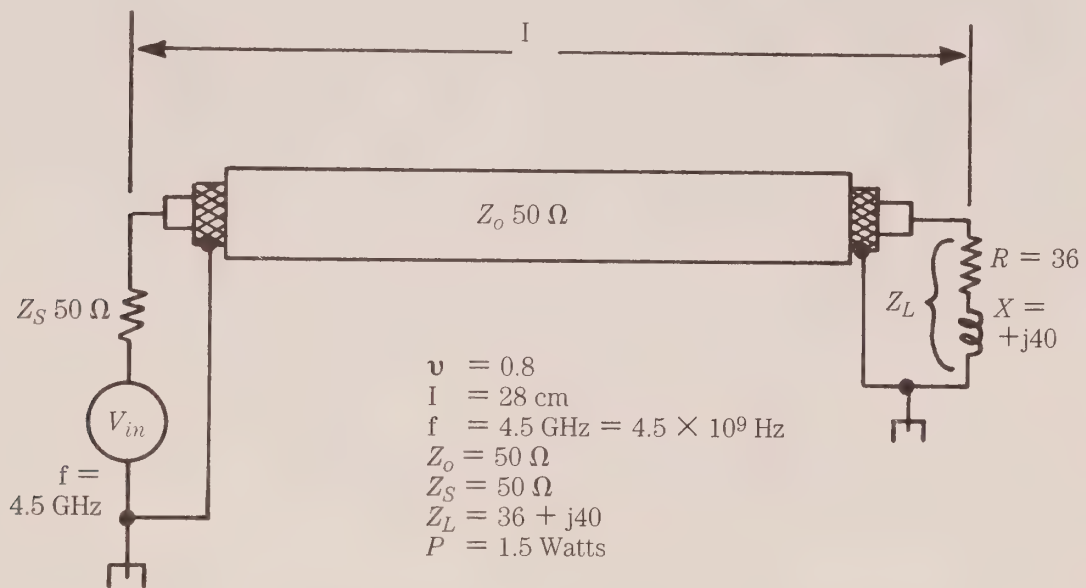 I
Z_o 50 Ω
R = 36
Z_L
X =
+j40
Z_S 50 Ω
V_in
f =
4.5 GHz
υ = 0.8
I = 28 cm
f = 4.5 GHz = 4.5 × 10⁹ Hz
Z_o = 50 Ω
Z_S = 50 Ω
Z_L = 36 + j40
P = 1.5 Watts